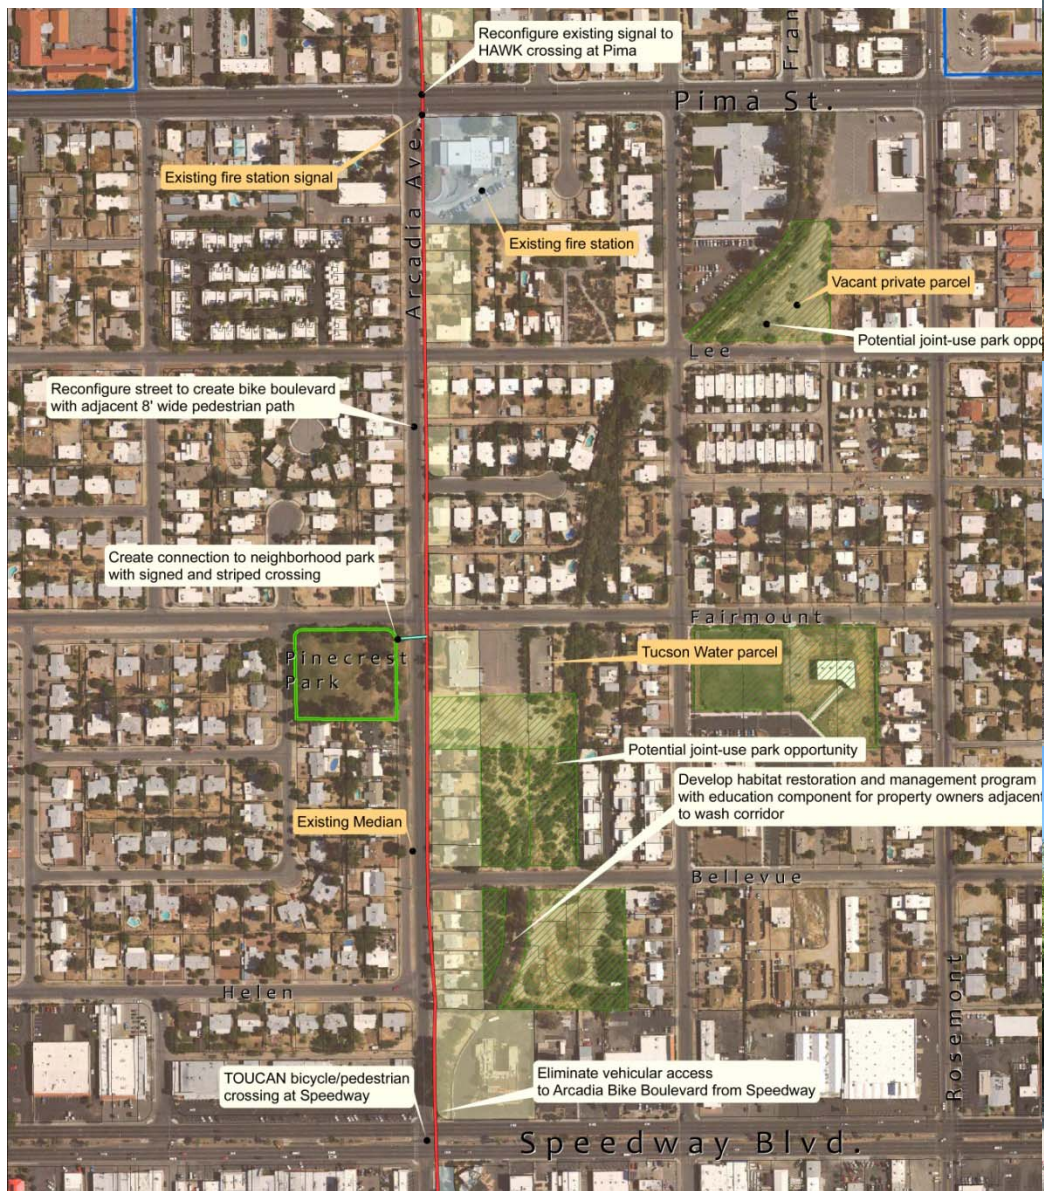 Reconfigure existing signal to
HAWK crossing at Pima
Fran
Pima St.
Existing fire station signal
Arcadia Ave.
Existing fire station
Vacant private parcel
Potential joint-use park oppo
Lee
Reconfigure street to create bike boulevard
with adjacent 8' wide pedestrian path
Create connection to neighborhood park
with signed and striped crossing
Fairmount
Pinecrest
Park
Tucson Water parcel
Potential joint-use park opportunity
Develop habitat restoration and management program
with education component for property owners adjacent
to wash corridor
Existing Median
Bellevue
Helen
Rosemont
TOUCAN bicycle/pedestrian
crossing at Speedway
Eliminate vehicular access
to Arcadia Bike Boulevard from Speedway
Speedway Blvd.